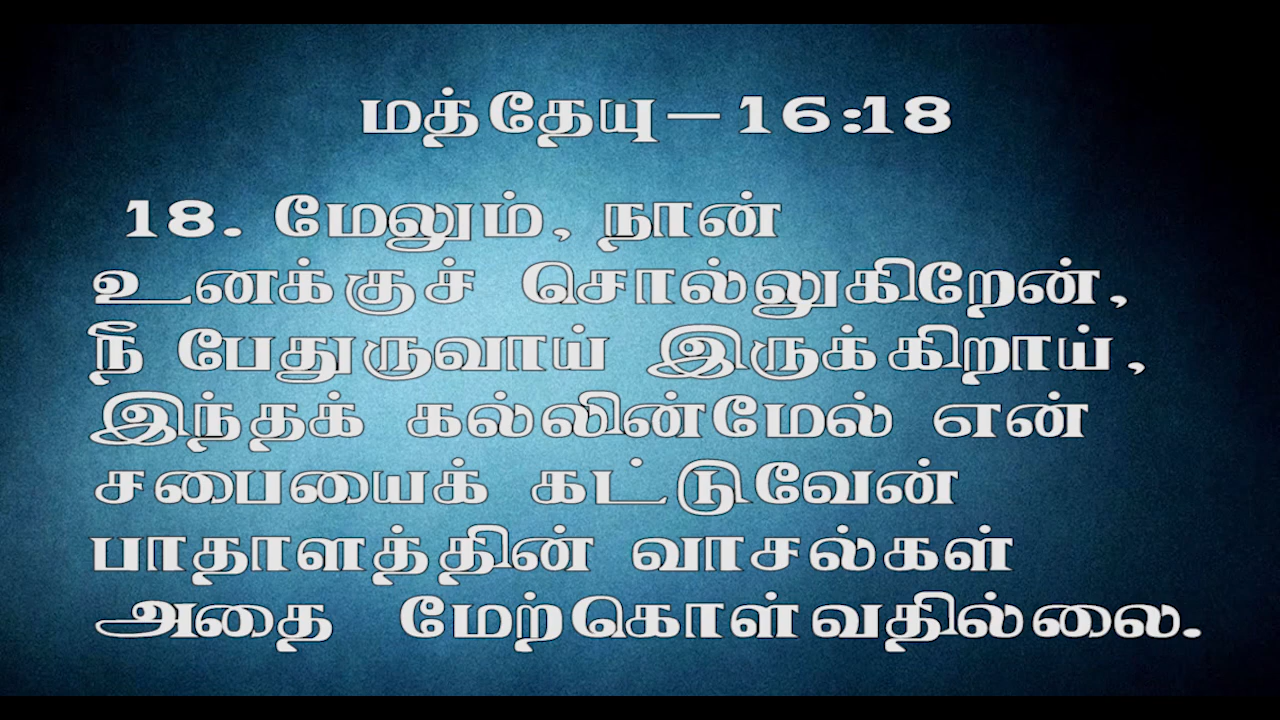 மத்தேயு – 16:18
18. மேலும், நான்
உனக்குச் சொல்லுகிறேன்,
நீ பேதுருவாய் இருக்கிறாய்,
இந்தக் கல்லின்மேல் என்
சபையைக் கட்டுவேன்
பாதாளத்தின் வாசல்கள்
அதை மேற்கொள்வதில்லை.